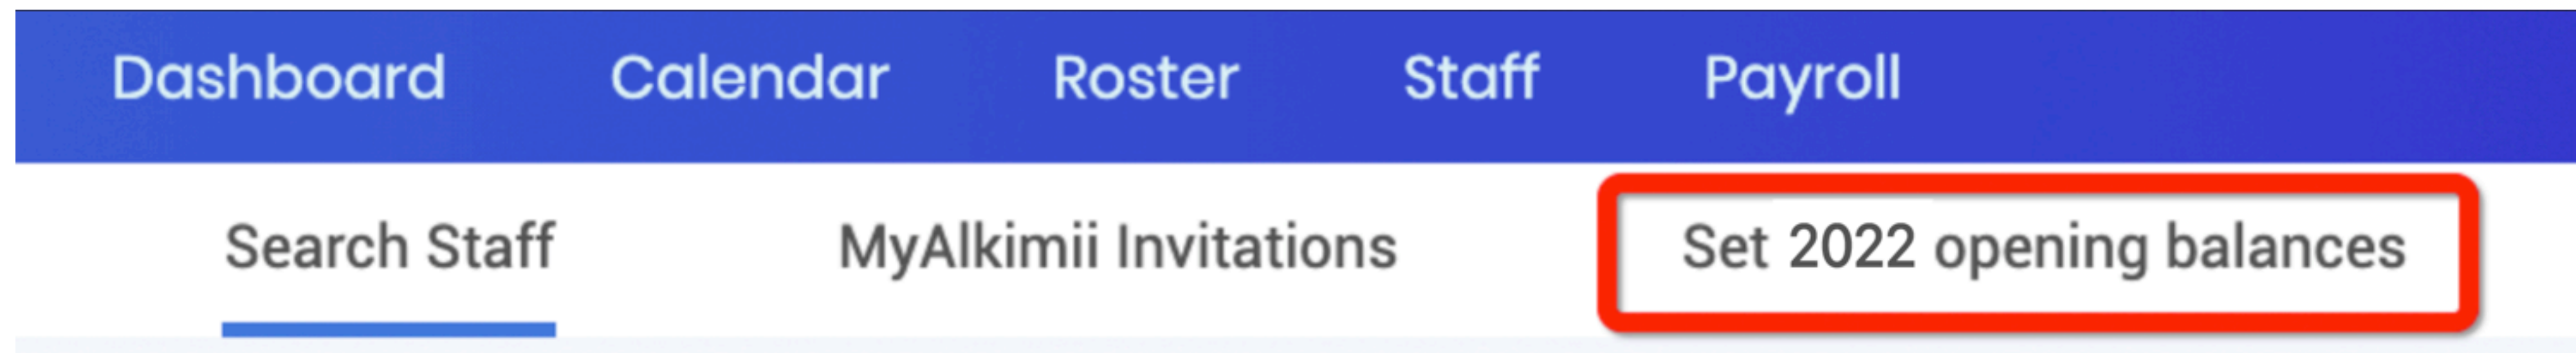 Dashboard Calendar Roster Staff Payroll
Search Staff MyAlkimii Invitations Set 2022 opening balances